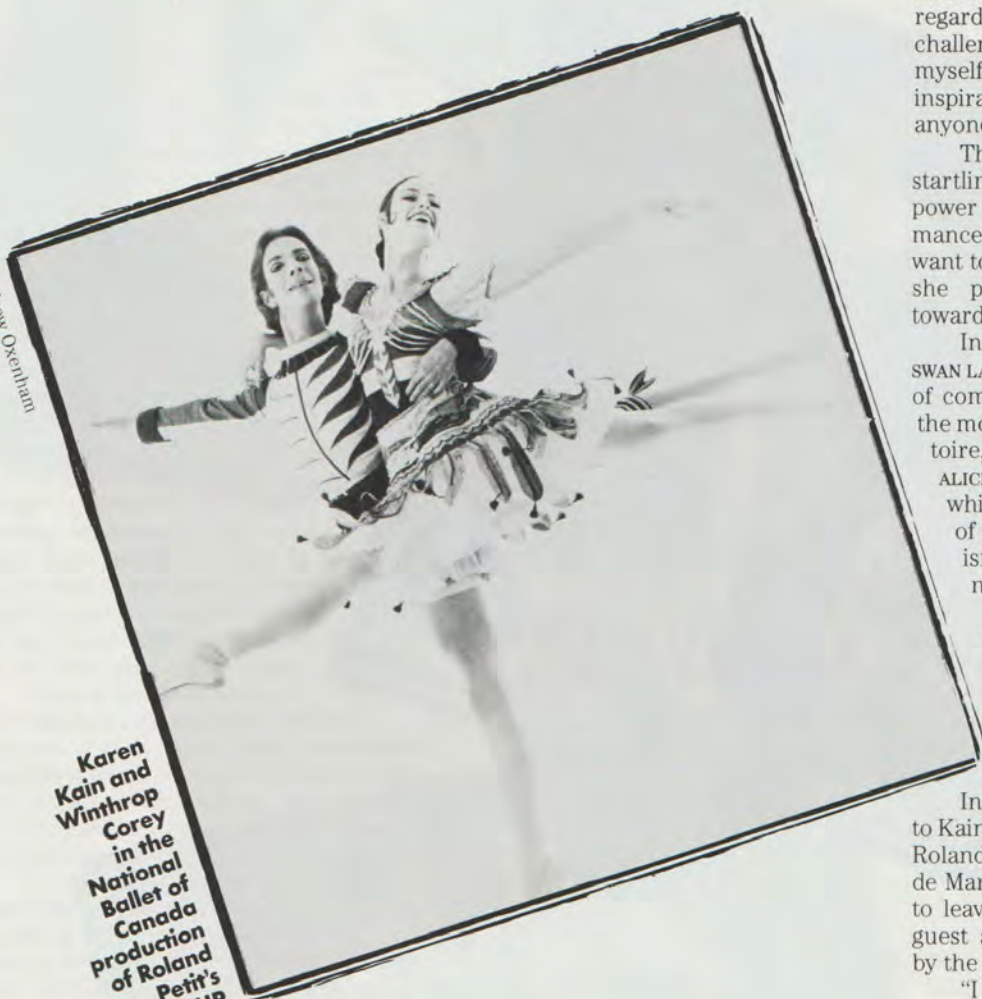 ew Oxenham
Karen
Kain and
Winthrop
Corey
in the
National
Ballet of
Canada
production
of Roland
Petit's
regard
challen
myself
inspira
anyone
Th
startlin
power
mance
want to
she p
toward
In
SWAN LA
of com
the mo
toire,
ALICE
whi
of
is
n
In
to Kain
Roland
de Mar
to leav
guest a
by the
"I